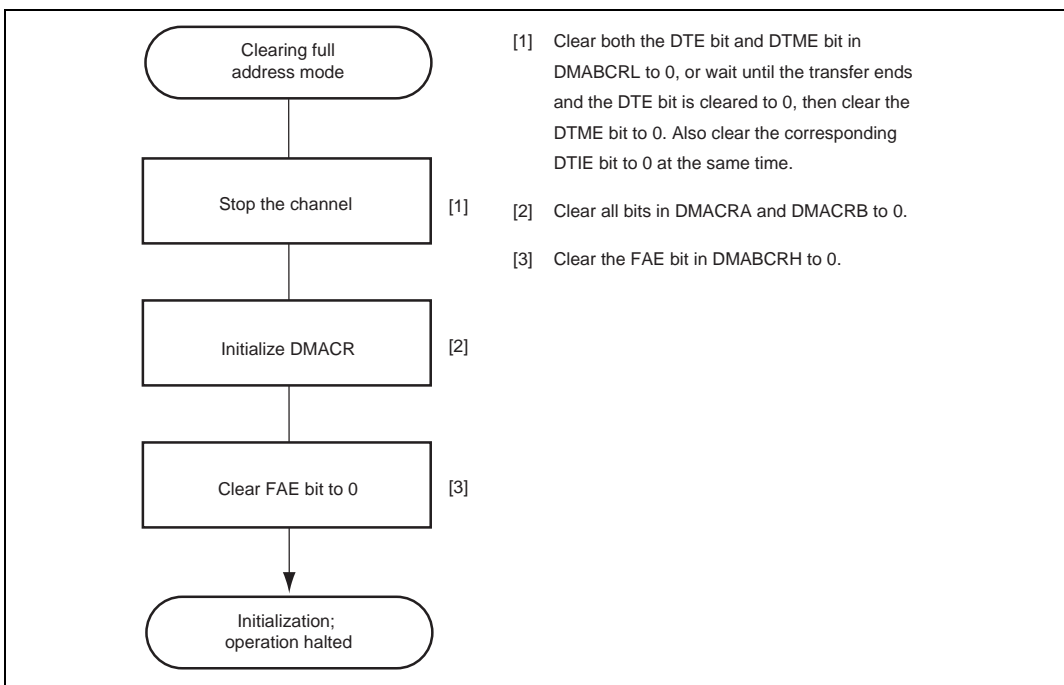 Clearing full
address mode
Stop the channel
[1]
Initialize DMACR
[2]
Clear FAE bit to 0
[3]
Initialization;
operation halted
[1] Clear both the DTE bit and DTME bit in
DMABCRL to 0, or wait until the transfer ends
and the DTE bit is cleared to 0, then clear the
DTME bit to 0. Also clear the corresponding
DTIE bit to 0 at the same time.
[2] Clear all bits in DMACRA and DMACRB to 0.
[3] Clear the FAE bit in DMABCRH to 0.